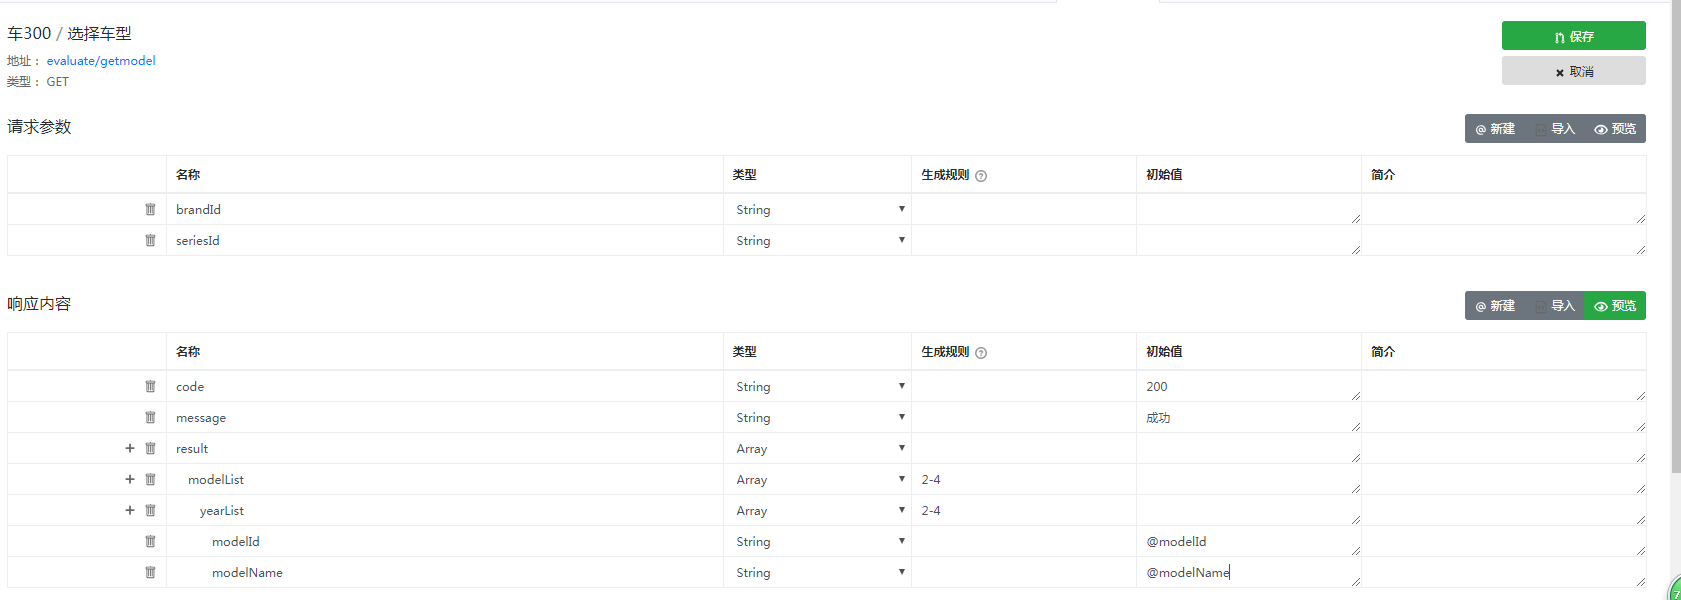 车300 / 选择车型
保存
地址： evaluate/getmodel
取消
类型： GET
请求参数
新建 导入 预览
名称 类型 生成规则 初始值 简介
brandId String
seriesId String
响应内容
新建 导入 预览
名称 类型 生成规则 初始值 简介
code String 200
message String 成功
result Array
modelList Array 2-4
yearList Array 2-4
modelId String @modelId
modelName String @modelName
7